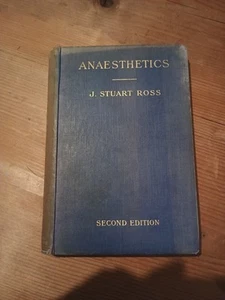 ANAESTHETICS
J. STUART ROSS
SECOND EDITION